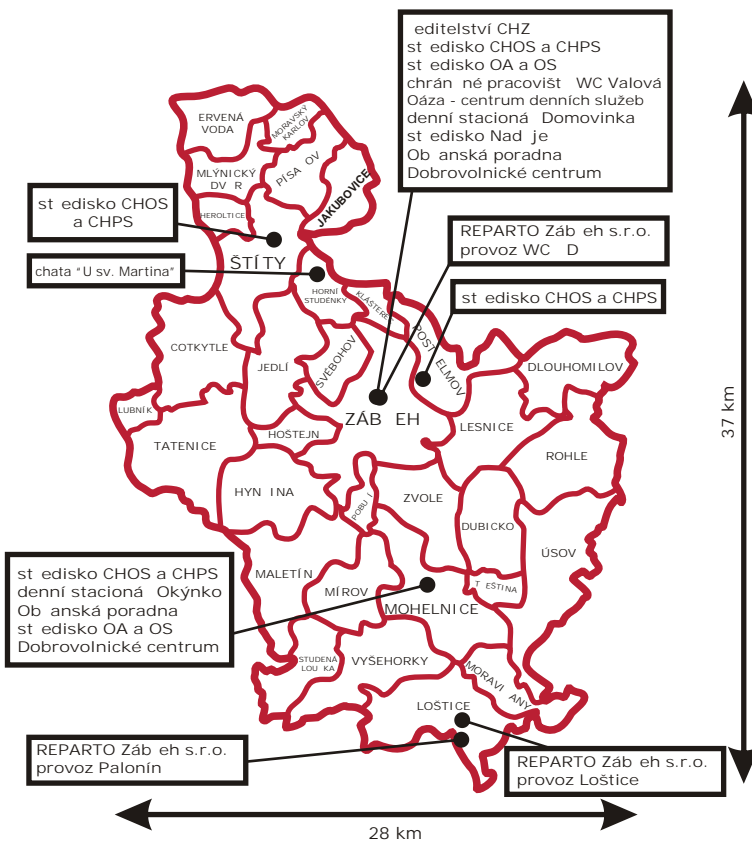 editelství CHZ
st edisko CHOS a CHPS
st edisko OA a OS
chrán né pracovišt WC Valová
Oáza - centrum denních služeb
denní stacioná Domovinka
st edisko Nad je
Ob anská poradna
Dobrovolnické centrum
ERVENÁ
VODA
MORAVSKÝ
KARLOV
MLÝNICKÝ
DV R
PÍSA OV
JAKUBOVICE
HEROLTICE
st edisko CHOS
a CHPS
ŠTÍTY
REPARTO Záb eh s.r.o.
provoz WC D
chata "U sv. Martina"
HORNÍ
STUDÉNKY
KLÁŠTEREC
st edisko CHOS a CHPS
POST ELMOV
COTKYTLE
JEDLÍ
SVÉBOHOV
DLOUHOMILOV
37 km
LUBNÍK
ZÁB EH
LESNICE
TATENICE
HOŠTEJN
ROHLE
HYN INA
POBU Í
ZVOLE
DUBICKO
ÚSOV
st edisko CHOS a CHPS
denní stacioná Okýnko
Ob anská poradna
st edisko OA a OS
Dobrovolnické centrum
MALETÍN
MÍROV
MOHELNICE
T EŠTINA
STUDENÁ
LOU KA
VYŠEHORKY
MORAVI ANY
LOŠTICE
REPARTO Záb eh s.r.o.
provoz Palonín
REPARTO Záb eh s.r.o.
provoz Loštice
28 km